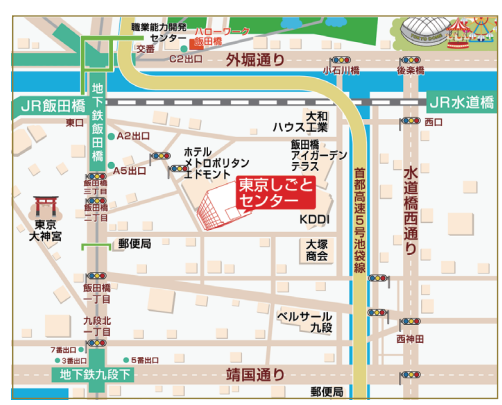 職業能力開発
センター
交番
ハローワーク
飯田橋
C2出口
外堀通り
小石川橋
後楽橋
JR飯田橋
JR水道橋
東口
西口
地下鉄飯田橋
A2出口
A5出口
ホテル
メトロポリタン
エドモント
大和
ハウス工業
飯田橋
アイガーデン
テラス
東京しごと
センター
KDDI
大塚
商会
首都高速5号池袋線
水道橋西通り
飯田橋
三丁目
飯田橋
二丁目
東京
大神宮
郵便局
飯田橋
一丁目
九段北
一丁目
ベルサール
九段
西神田
7番出口
3番出口
5番出口
地下鉄九段下
靖国通り
郵便局